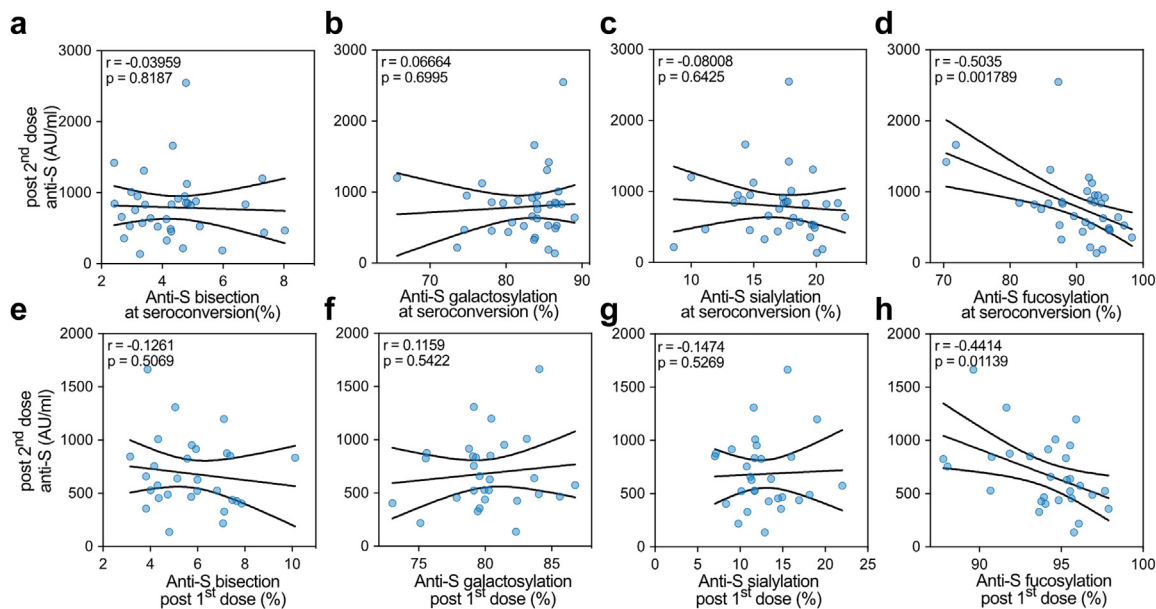 a
b
c
d
r = -0.03959
p = 0.8187
r = 0.06664
p = 0.6995
r = -0.08008
p = 0.6425
r = -0.5035
p = 0.001789
post 2nd dose
anti-S (AU/ml)
3000
2000
1000
0
3000
2000
1000
0
3000
2000
1000
0
3000
2000
1000
0
2 4 6 8
60 70 80 90
10 15 20
70 80 90 100
Anti-S bisection
at seroconversion(%)
Anti-S galactosylation
at seroconversion (%)
Anti-S sialylation
at seroconversion (%)
Anti-S fucosylation
at seroconversion (%)
e
f
g
h
r = -0.1261
p = 0.5069
r = 0.1159
p = 0.5422
r = -0.1474
p = 0.5269
r = -0.4414
p = 0.01139
post 2nd dose
anti-S (AU/ml)
2000
1500
1000
500
0
2000
1500
1000
500
0
2000
1500
1000
500
0
2000
1500
1000
500
0
2 4 6 8 10
75 80 85
0 5 10 15 20 25
90 95 100
Anti-S bisection
post 1st dose (%)
Anti-S galactosylation
post 1st dose (%)
Anti-S sialylation
post 1st dose (%)
Anti-S fucosylation
post 1st dose (%)